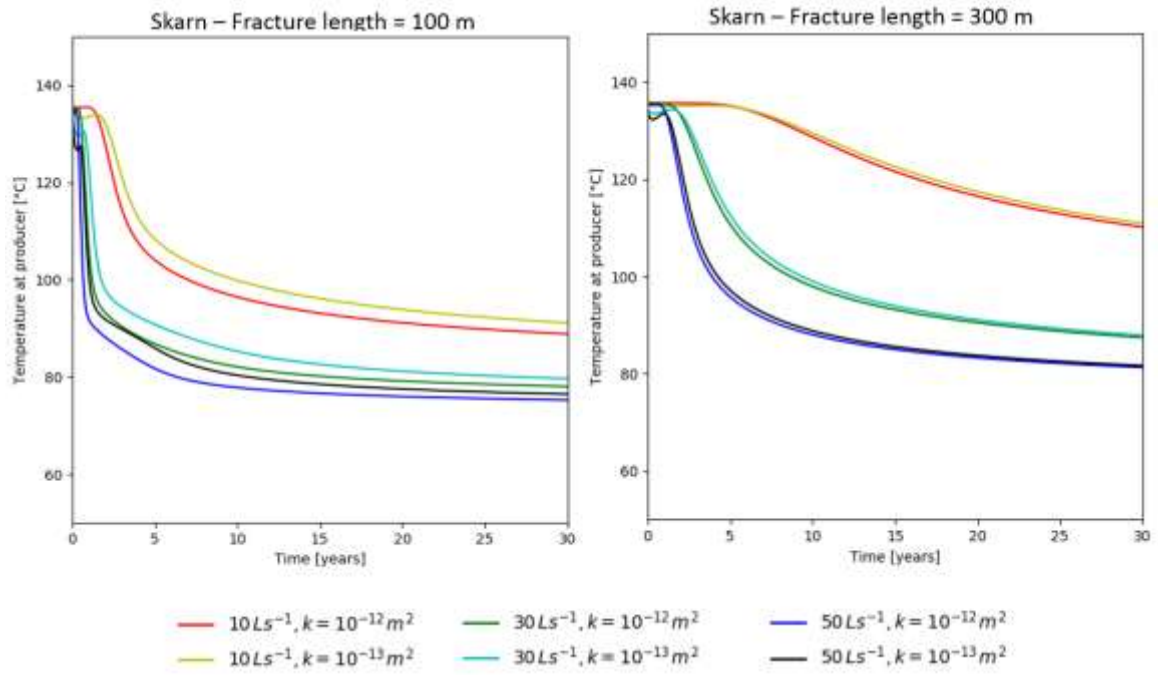 Skarn – Fracture length = 100 m
Skarn – Fracture length = 300 m
Temperature at producer [°C]
140
120
100
80
60
0 5 10 15 20 25 30
Time [years]
Temperature at producer [°C]
140
120
100
80
60
0 5 10 15 20 25 30
Time [years]
10 Ls⁻¹, k = 10⁻¹² m²
30 Ls⁻¹, k = 10⁻¹² m²
50 Ls⁻¹, k = 10⁻¹² m²
10 Ls⁻¹, k = 10⁻¹³ m²
30 Ls⁻¹, k = 10⁻¹³ m²
50 Ls⁻¹, k = 10⁻¹³ m²